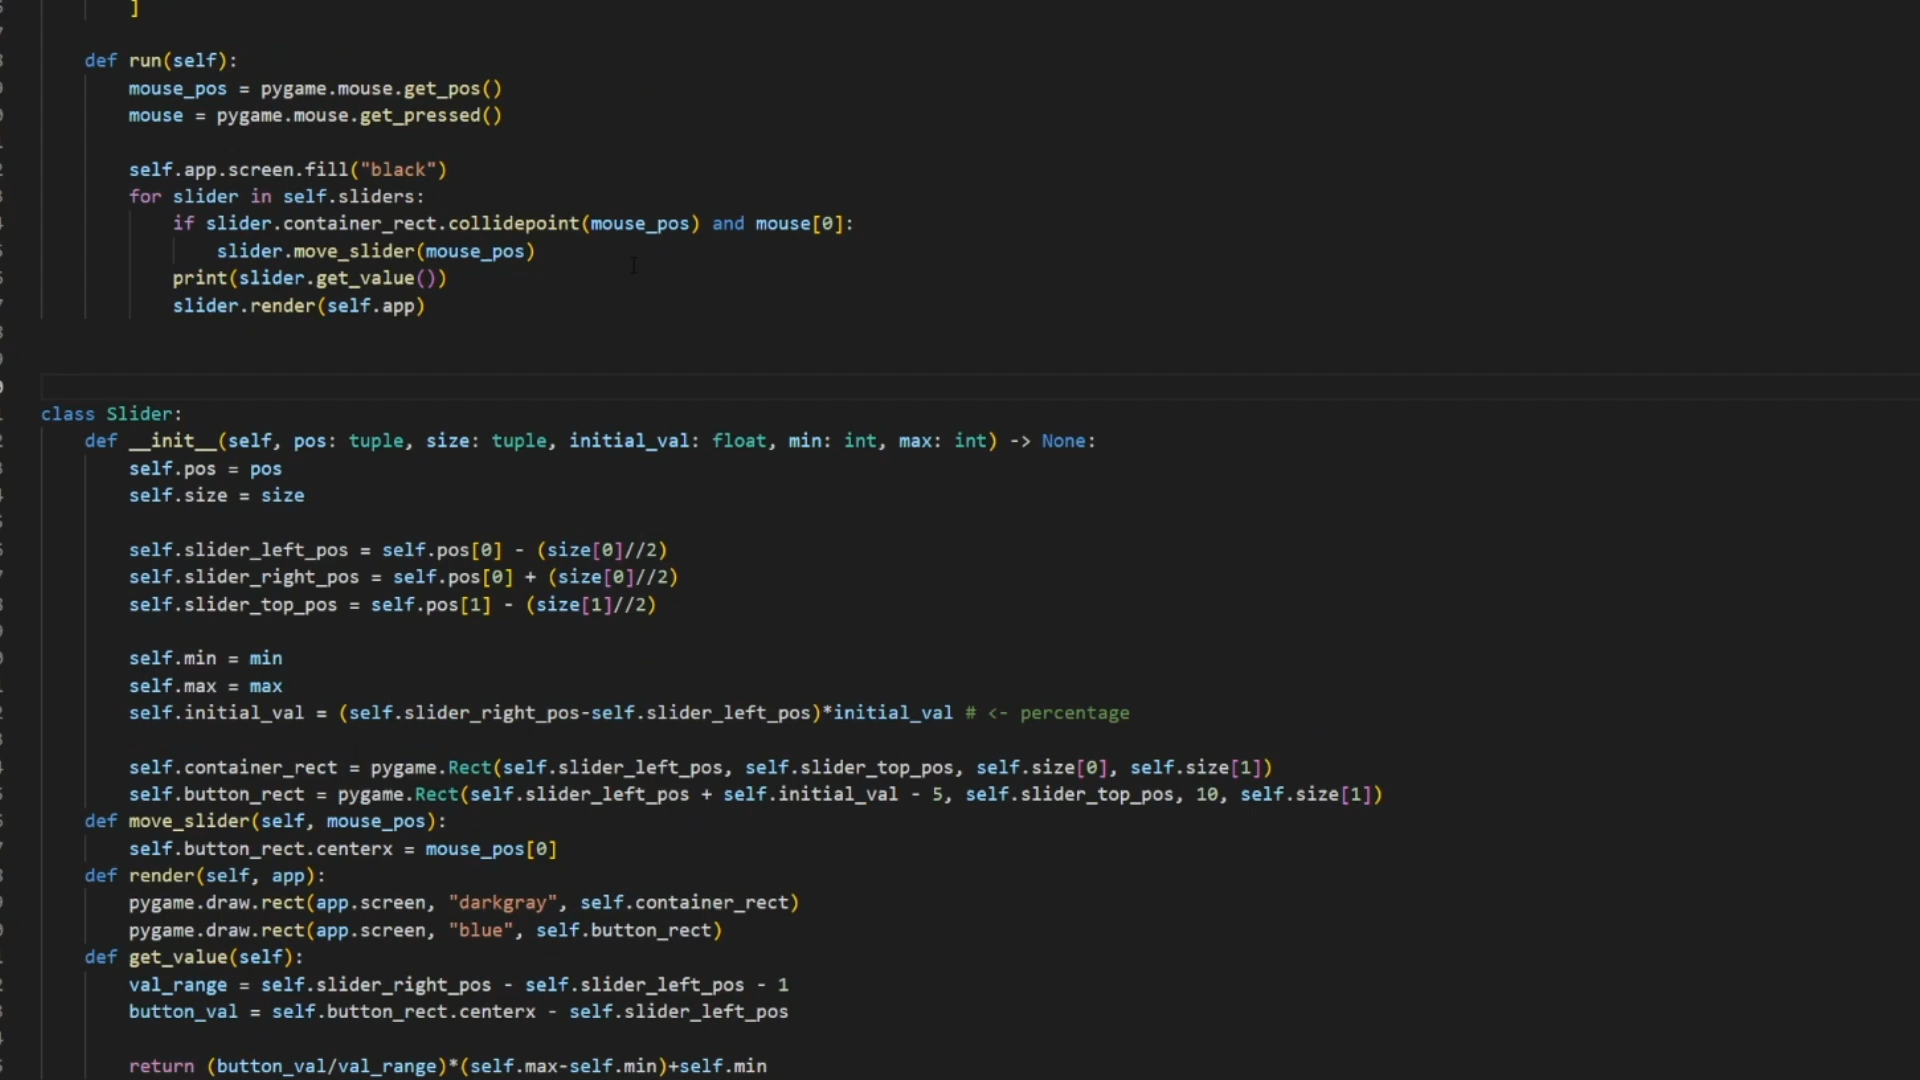 ]
def run(self):
mouse_pos = pygame.mouse.get_pos()
mouse = pygame.mouse.get_pressed()
self.app.screen.fill("black")
for slider in self.sliders:
if slider.container_rect.collidepoint(mouse_pos) and mouse[0]:
slider.move_slider(mouse_pos)
print(slider.get_value())
slider.render(self.app)
class Slider:
def __init__(self, pos: tuple, size: tuple, initial_val: float, min: int, max: int) -> None:
self.pos = pos
self.size = size
self.slider_left_pos = self.pos[0] - (size[0]//2)
self.slider_right_pos = self.pos[0] + (size[0]//2)
self.slider_top_pos = self.pos[1] - (size[1]//2)
self.min = min
self.max = max
self.initial_val = (self.slider_right_pos-self.slider_left_pos)*initial_val # <- percentage
self.container_rect = pygame.Rect(self.slider_left_pos, self.slider_top_pos, self.size[0], self.size[1])
self.button_rect = pygame.Rect(self.slider_left_pos + self.initial_val - 5, self.slider_top_pos, 10, self.size[1])
def move_slider(self, mouse_pos):
self.button_rect.centerx = mouse_pos[0]
def render(self, app):
pygame.draw.rect(app.screen, "darkgray", self.container_rect)
pygame.draw.rect(app.screen, "blue", self.button_rect)
def get_value(self):
val_range = self.slider_right_pos - self.slider_left_pos - 1
button_val = self.button_rect.centerx - self.slider_left_pos
return (button_val/val_range)*(self.max-self.min)+self.min